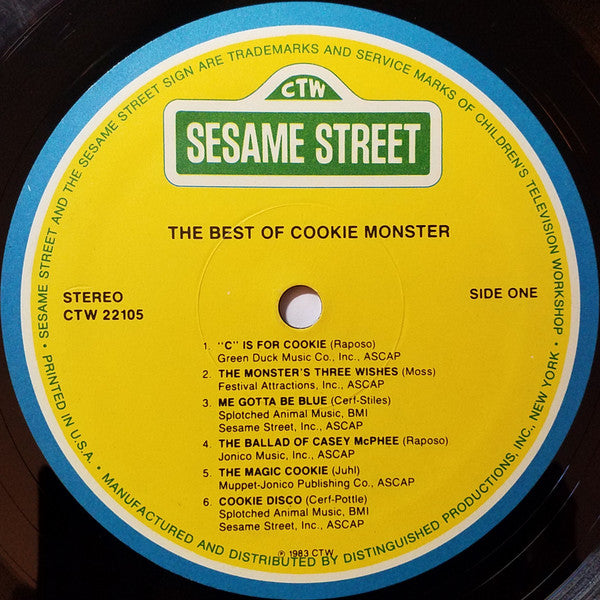 • SESAME STREET AND THE SESAME STREET SIGN ARE TRADEMARKS AND SERVICE MARKS OF CHILDREN'S TELEVISION WORKSHOP •
CTW
SESAME STREET
THE BEST OF COOKIE MONSTER
STEREO
CTW 22105
SIDE ONE
1. "C" IS FOR COOKIE (Raposo)
Green Duck Music Co., Inc., ASCAP
2. THE MONSTER'S THREE WISHES (Moss)
Festival Attractions, Inc., ASCAP
3. ME GOTTA BE BLUE (Cerf-Stiles)
Splotched Animal Music, BMI
Sesame Street, Inc., ASCAP
4. THE BALLAD OF CASEY McPHEE (Raposo)
Jonico Music, Inc., ASCAP
5. THE MAGIC COOKIE (Juhl)
Muppet-Jonico Publishing Co., ASCAP
6. COOKIE DISCO (Cerf-Pottle)
Splotched Animal Music, BMI
Sesame Street, Inc., ASCAP
℗ 1983 CTW
PRINTED IN U.S.A. • MANUFACTURED AND DISTRIBUTED BY DISTINGUISHED PRODUCTIONS, INC., NEW YORK